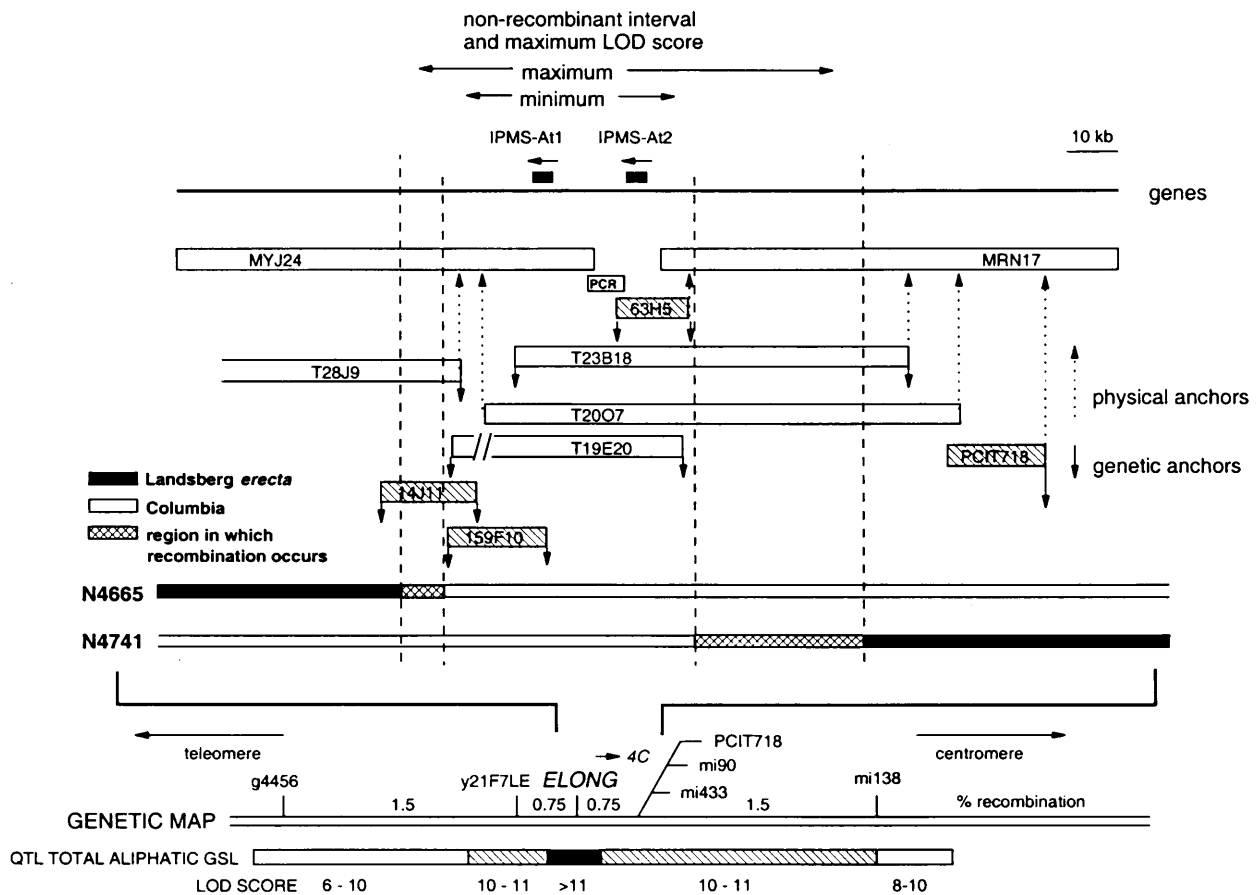 non-recombinant interval
and maximum LOD score
maximum
minimum
IPMS-At1
IPMS-At2
10 kb
genes
MYJ24
MRN17
PCR
63H5
T23B18
T28J9
physical anchors
T20O7
T19E20
PCIT718
genetic anchors
Landsberg erecta
14J11
Columbia
region in which
recombination occurs
159F10
N4665
N4741
teleomere
4C
PCIT718
centromere
g4456
y21F7LE
ELONG
mi90
mi138
mi433
1.5
0.75
0.75
1.5
% recombination
GENETIC MAP
QTL TOTAL ALIPHATIC GSL
LOD SCORE
6 - 10
10 - 11
>11
10 - 11
8-10